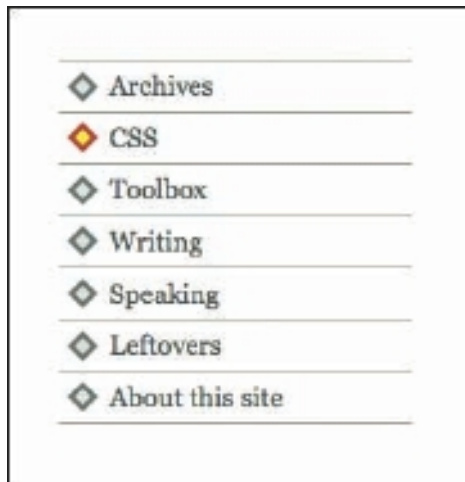 Archives
CSS
Toolbox
Writing
Speaking
Leftovers
About this site